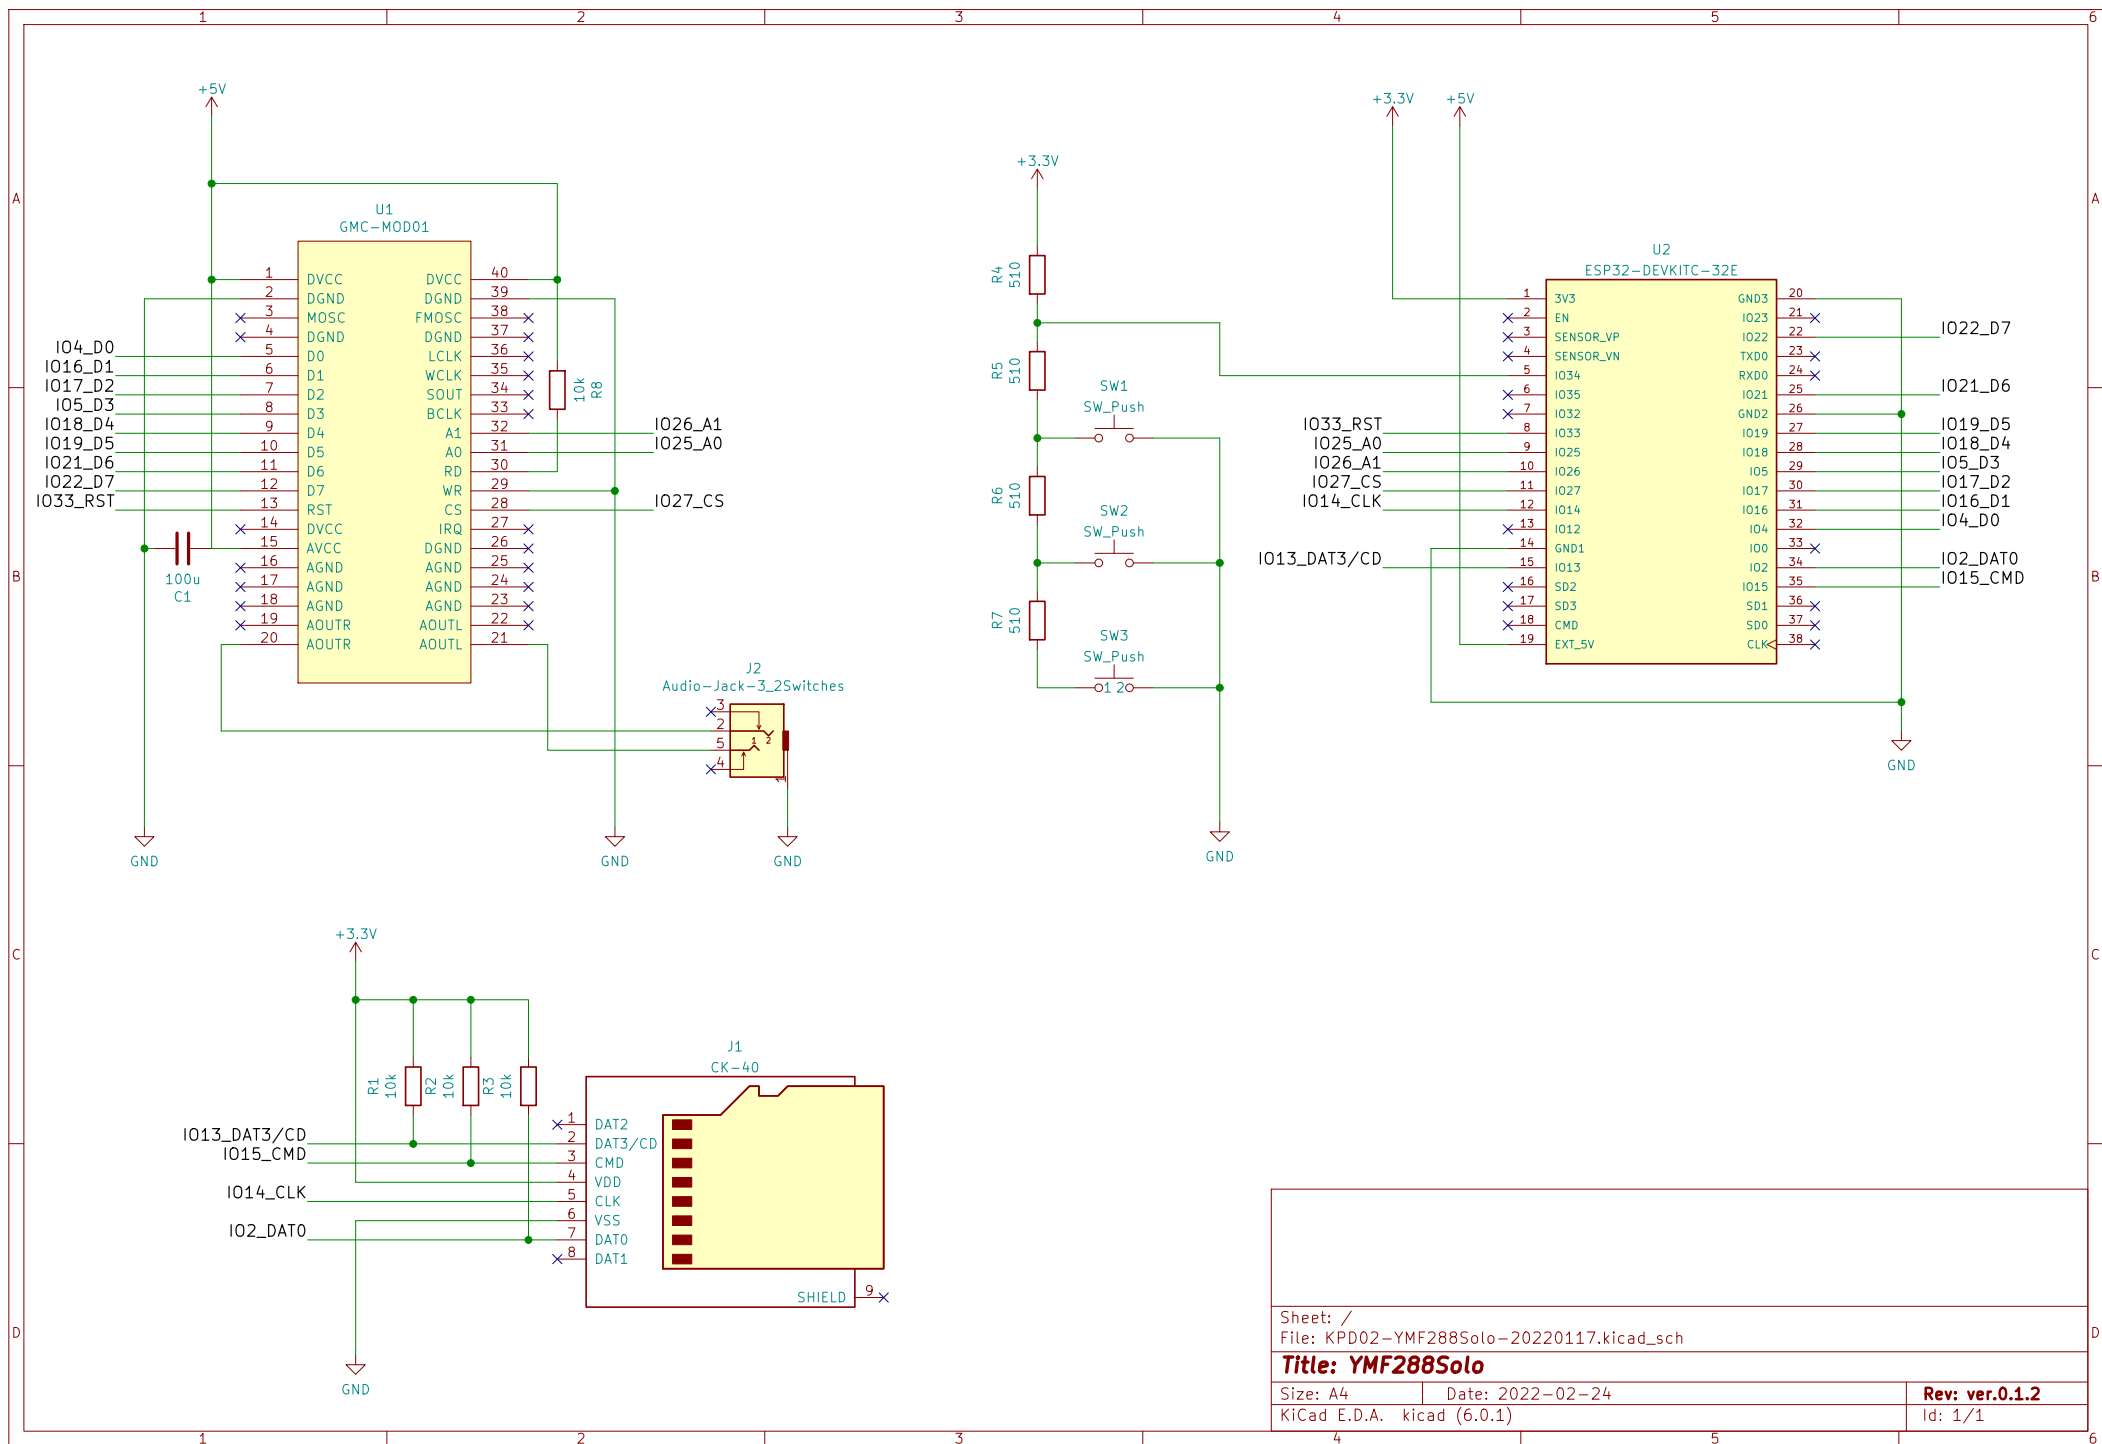 1 2 3 4 5 6
A
B
C
D
+5V
U1
GMC-MOD01
1 DVCC
2 DGND
3 MOSC
4 DGND
IO4_D0 5 D0
IO16_D1 6 D1
IO17_D2 7 D2
IO5_D3 8 D3
IO18_D4 9 D4
IO19_D5 10 D5
IO21_D6 11 D6
IO22_D7 12 D7
IO33_RST 13 RST
14 DVCC
15 AVCC
16 AGND
17 AGND
18 AGND
19 AOUTR
20 AOUTR
DVCC 40
DGND 39
FMOSC 38
DGND 37
LCLK 36
WCLK 35
SOUT 34
BCLK 33
A1 32 IO26_A1
A0 31 IO25_A0
RD 30
WR 29
CS 28 IO27_CS
IRQ 27
DGND 26
AGND 25
AGND 24
AGND 23
AOUTL 22
AOUTL 21
10k
R8
100u
C1
J2
Audio-Jack-3_2Switches
3
2
5
4
1
2
1
GND
GND
GND
+3.3V
R4
510
R5
510
R6
510
R7
510
SW1
SW_Push
SW2
SW_Push
SW3
SW_Push
1 2
GND
+3.3V
+5V
U2
ESP32-DEVKITC-32E
1 3V3
2 EN
3 SENSOR_VP
4 SENSOR_VN
5 IO34
6 IO35
7 IO32
IO33_RST 8 IO33
IO25_A0 9 IO25
IO26_A1 10 IO26
IO27_CS 11 IO27
IO14_CLK 12 IO14
13 IO12
14 GND1
IO13_DAT3/CD 15 IO13
16 SD2
17 SD3
18 CMD
19 EXT_5V
GND3 20
IO23 21
IO22 22 IO22_D7
TXD0 23
RXD0 24
IO21 25 IO21_D6
GND2 26
IO19 27 IO19_D5
IO18 28 IO18_D4
IO5 29 IO5_D3
IO17 30 IO17_D2
IO16 31 IO16_D1
IO4 32 IO4_D0
IO0 33
IO2 34 IO2_DAT0
IO15 35 IO15_CMD
SD1 36
SD0 37
CLK 38
GND
+3.3V
R1
10k
R2
10k
R3
10k
J1
CK-40
1 DAT2
IO13_DAT3/CD 2 DAT3/CD
IO15_CMD 3 CMD
4 VDD
IO14_CLK 5 CLK
6 VSS
IO2_DAT0 7 DAT0
8 DAT1
SHIELD 9
GND
Sheet: /
File: KPD02-YMF288Solo-20220117.kicad_sch
Title: YMF288Solo
Size: A4 Date: 2022-02-24 Rev: ver.0.1.2
KiCad E.D.A. kicad (6.0.1) Id: 1/1
A
B
C
D
1 2 3 4 5 6